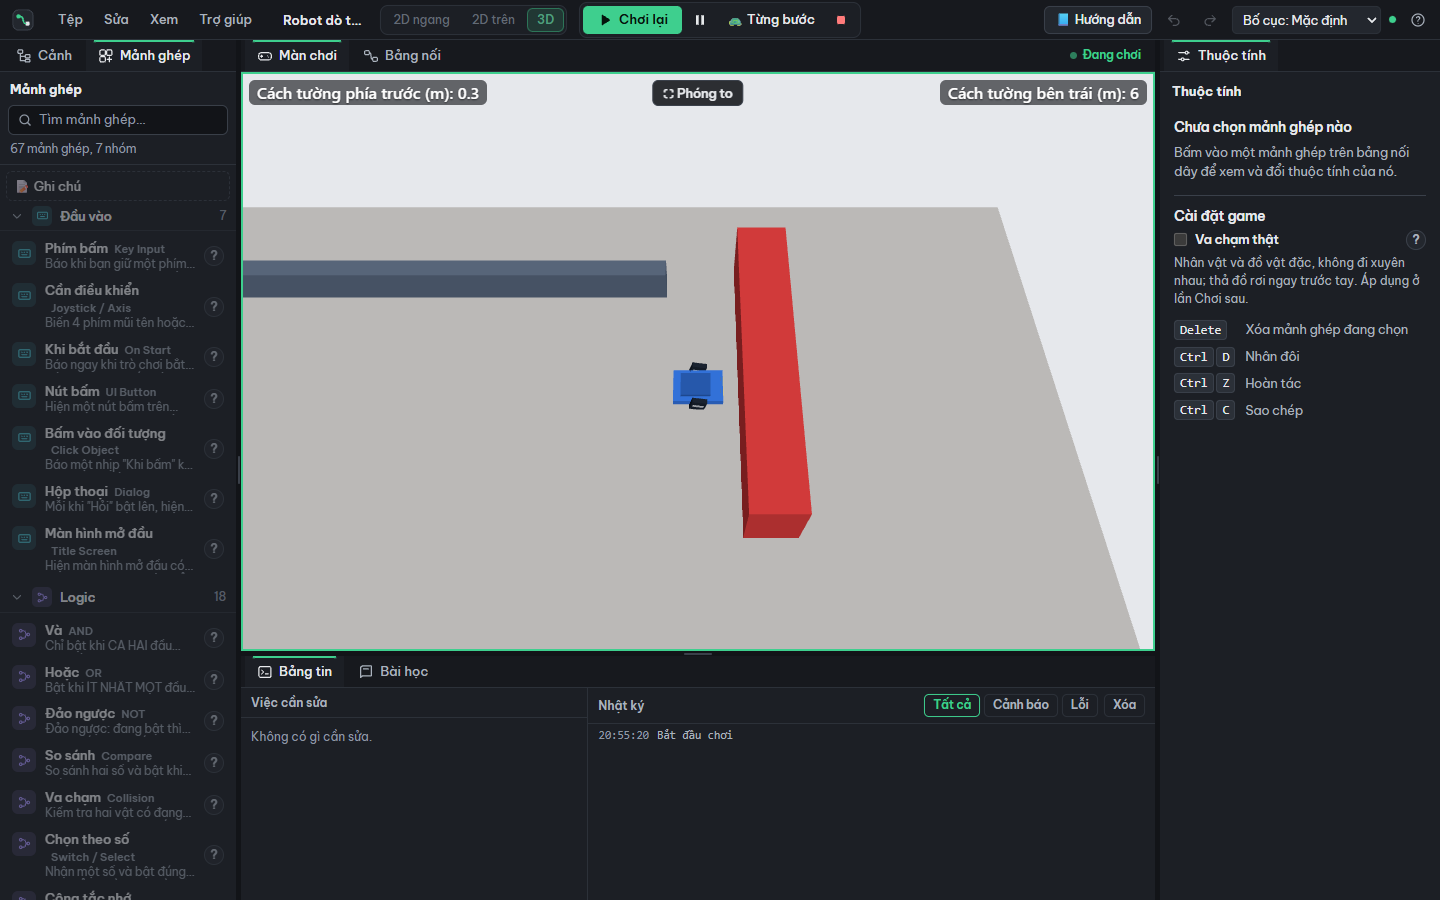 Tệp Sửa Xem Trợ giúp Robot dò t... 2D ngang 2D trên 3D Chơi lại Từng bước Hướng dẫn Bố cục: Mặc định
Cảnh Mảnh ghép
Màn chơi Bảng nối Đang chơi
Thuộc tính
Mảnh ghép
Tìm mảnh ghép...
67 mảnh ghép, 7 nhóm
Ghi chú
Đầu vào 7
Phím bấm Key Input
Báo khi bạn giữ một phím...
Cần điều khiển
Joystick / Axis
Biến 4 phím mũi tên hoặc...
Khi bắt đầu On Start
Báo ngay khi trò chơi bắt...
Nút bấm UI Button
Hiện một nút bấm trên...
Bấm vào đối tượng
Click Object
Báo một nhịp "Khi bấm" k...
Hộp thoại Dialog
Mỗi khi "Hỏi" bật lên, hiện...
Màn hình mở đầu
Title Screen
Hiện màn hình mở đầu có...
Logic 18
Và AND
Chỉ bật khi CẢ HAI đầu...
Hoặc OR
Bật khi ÍT NHẤT MỘT đầu...
Đảo ngược NOT
Đảo ngược: đang bật thì...
So sánh Compare
So sánh hai số và bật khi...
Va chạm Collision
Kiểm tra hai vật có đang...
Chọn theo số
Switch / Select
Nhận một số và bật đúng...
Công tắc nhớ
Cách tường phía trước (m): 0.3
Phóng to
Cách tường bên trái (m): 6
Bảng tin Bài học
Việc cần sửa
Không có gì cần sửa.
Nhật ký Tất cả Cảnh báo Lỗi Xóa
20:55:20 Bắt đầu chơi
Thuộc tính
Chưa chọn mảnh ghép nào
Bấm vào một mảnh ghép trên bảng nối
dây để xem và đổi thuộc tính của nó.
Cài đặt game
Va chạm thật ?
Nhân vật và đồ vật đặc, không đi xuyên
nhau; thả đồ rơi ngay trước tay. Áp dụng ở
lần Chơi sau.
Delete Xóa mảnh ghép đang chọn
Ctrl D Nhân đôi
Ctrl Z Hoàn tác
Ctrl C Sao chép